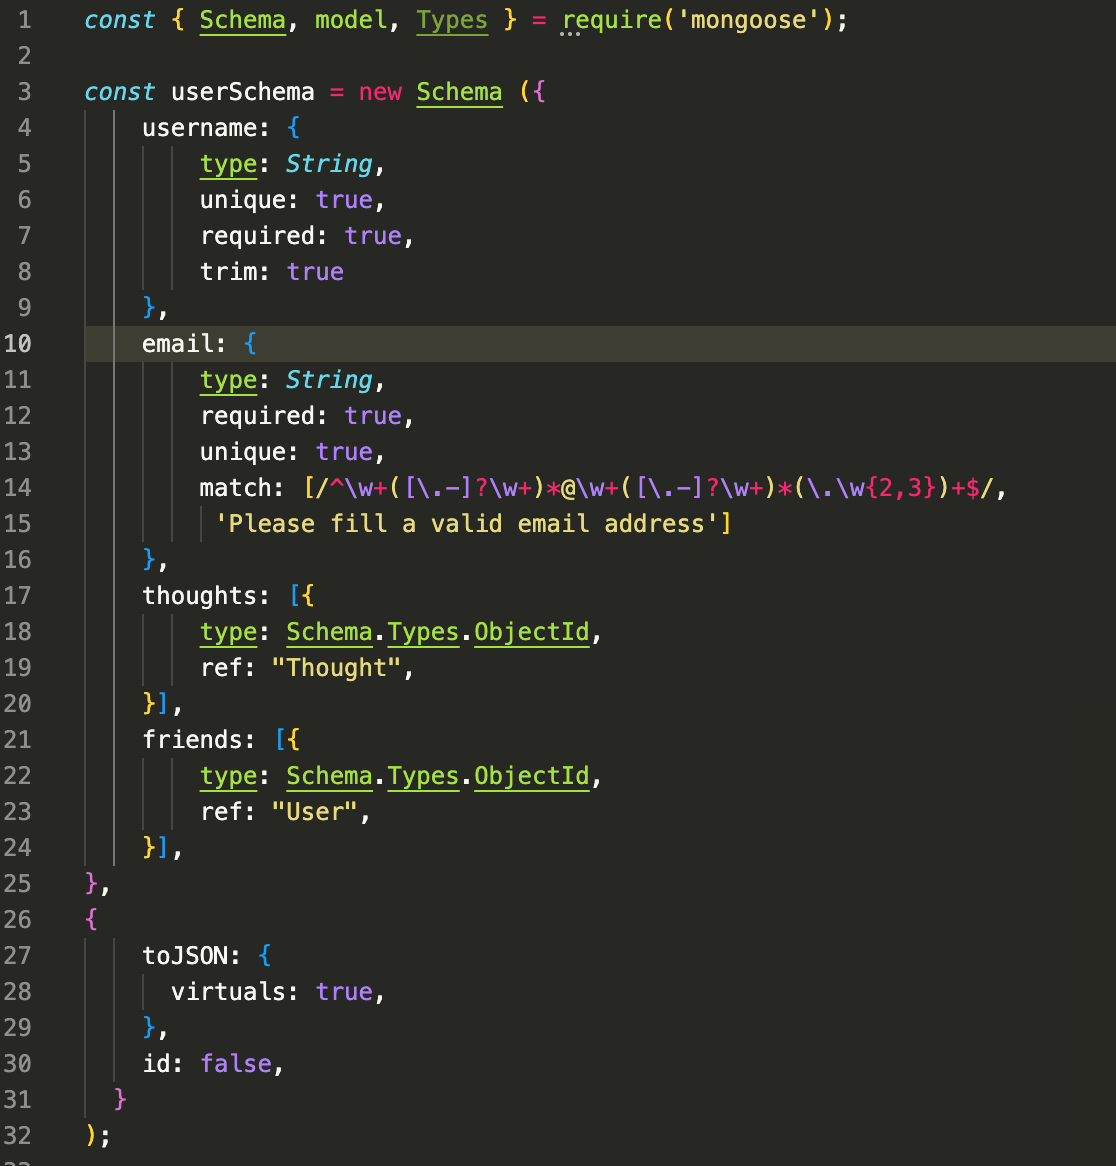 1 const { Schema, model, Types } = require('mongoose');
2
3 const userSchema = new Schema ({
4 username: {
5 type: String,
6 unique: true,
7 required: true,
8 trim: true
9 },
10 email: {
11 type: String,
12 required: true,
13 unique: true,
14 match: [/^\w+([\.-]?\w+)*@\w+([\.-]?\w+)*(\.\w{2,3})+$/,
15 'Please fill a valid email address']
16 },
17 thoughts: [{
18 type: Schema.Types.ObjectId,
19 ref: "Thought",
20 }],
21 friends: [{
22 type: Schema.Types.ObjectId,
23 ref: "User",
24 }],
25 },
26 {
27 toJSON: {
28 virtuals: true,
29 },
30 id: false,
31 }
32 );